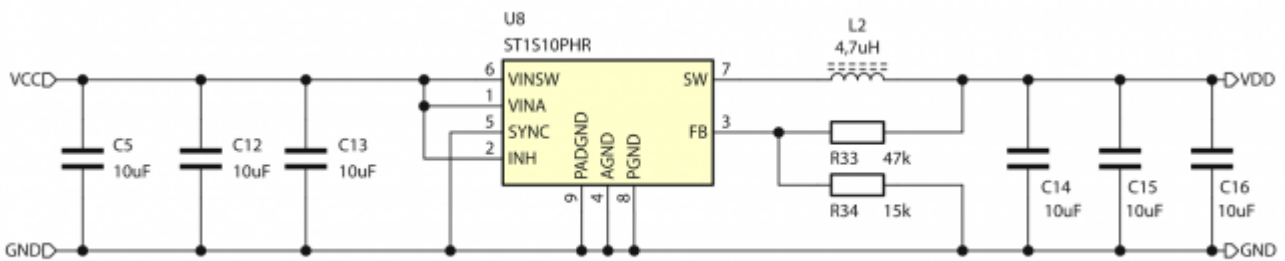 U8
ST1S10PHR
L2
4,7uH
VCC
6 VINSW
SW 7
VDD
1 VINA
5 SYNC
FB 3
2 INH
PADGND
AGND
PGND
9
4
8
C5
10uF
C12
10uF
C13
10uF
R33 47k
R34 15k
C14
10uF
C15
10uF
C16
10uF
GND
GND